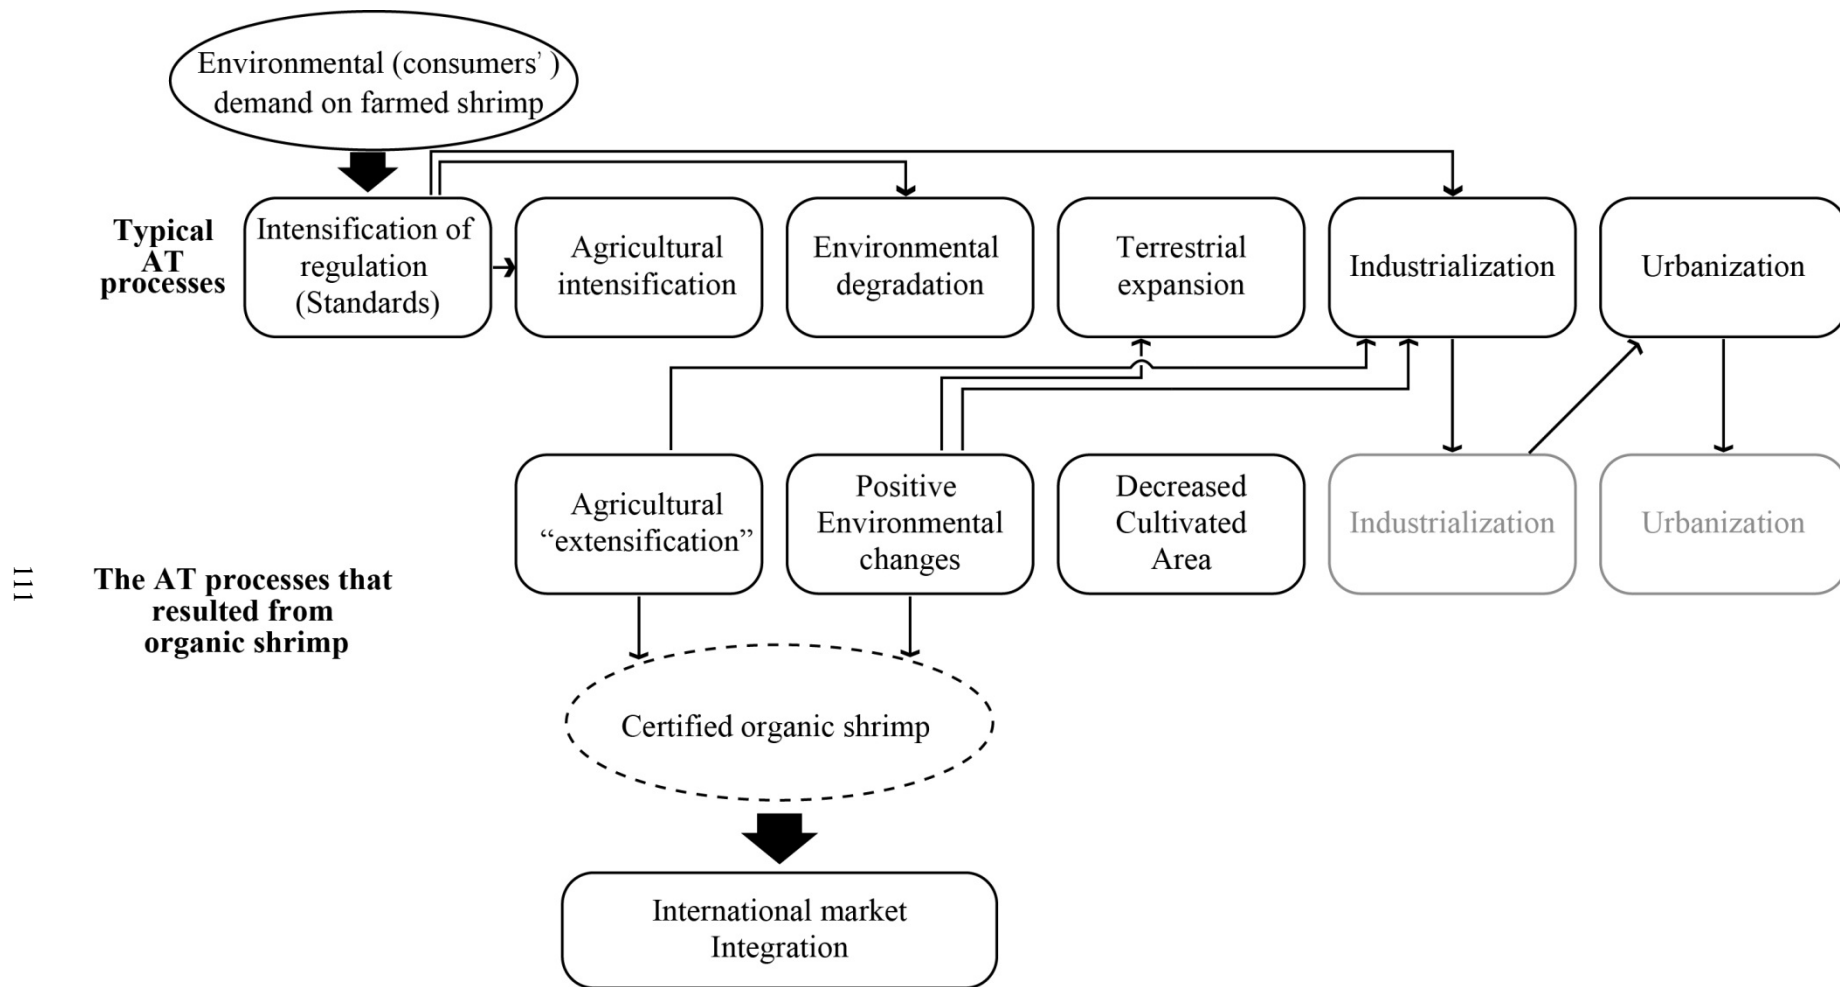 Environmental (consumers’ )
demand on farmed shrimp
Typical
AT
processes
Intensification of
regulation
(Standards)
Agricultural
intensification
Environmental
degradation
Terrestrial
expansion
Industrialization
Urbanization
Agricultural
“extensification”
Positive
Environmental
changes
Decreased
Cultivated
Area
Industrialization
Urbanization
111
The AT processes that
resulted from
organic shrimp
Certified organic shrimp
International market
Integration